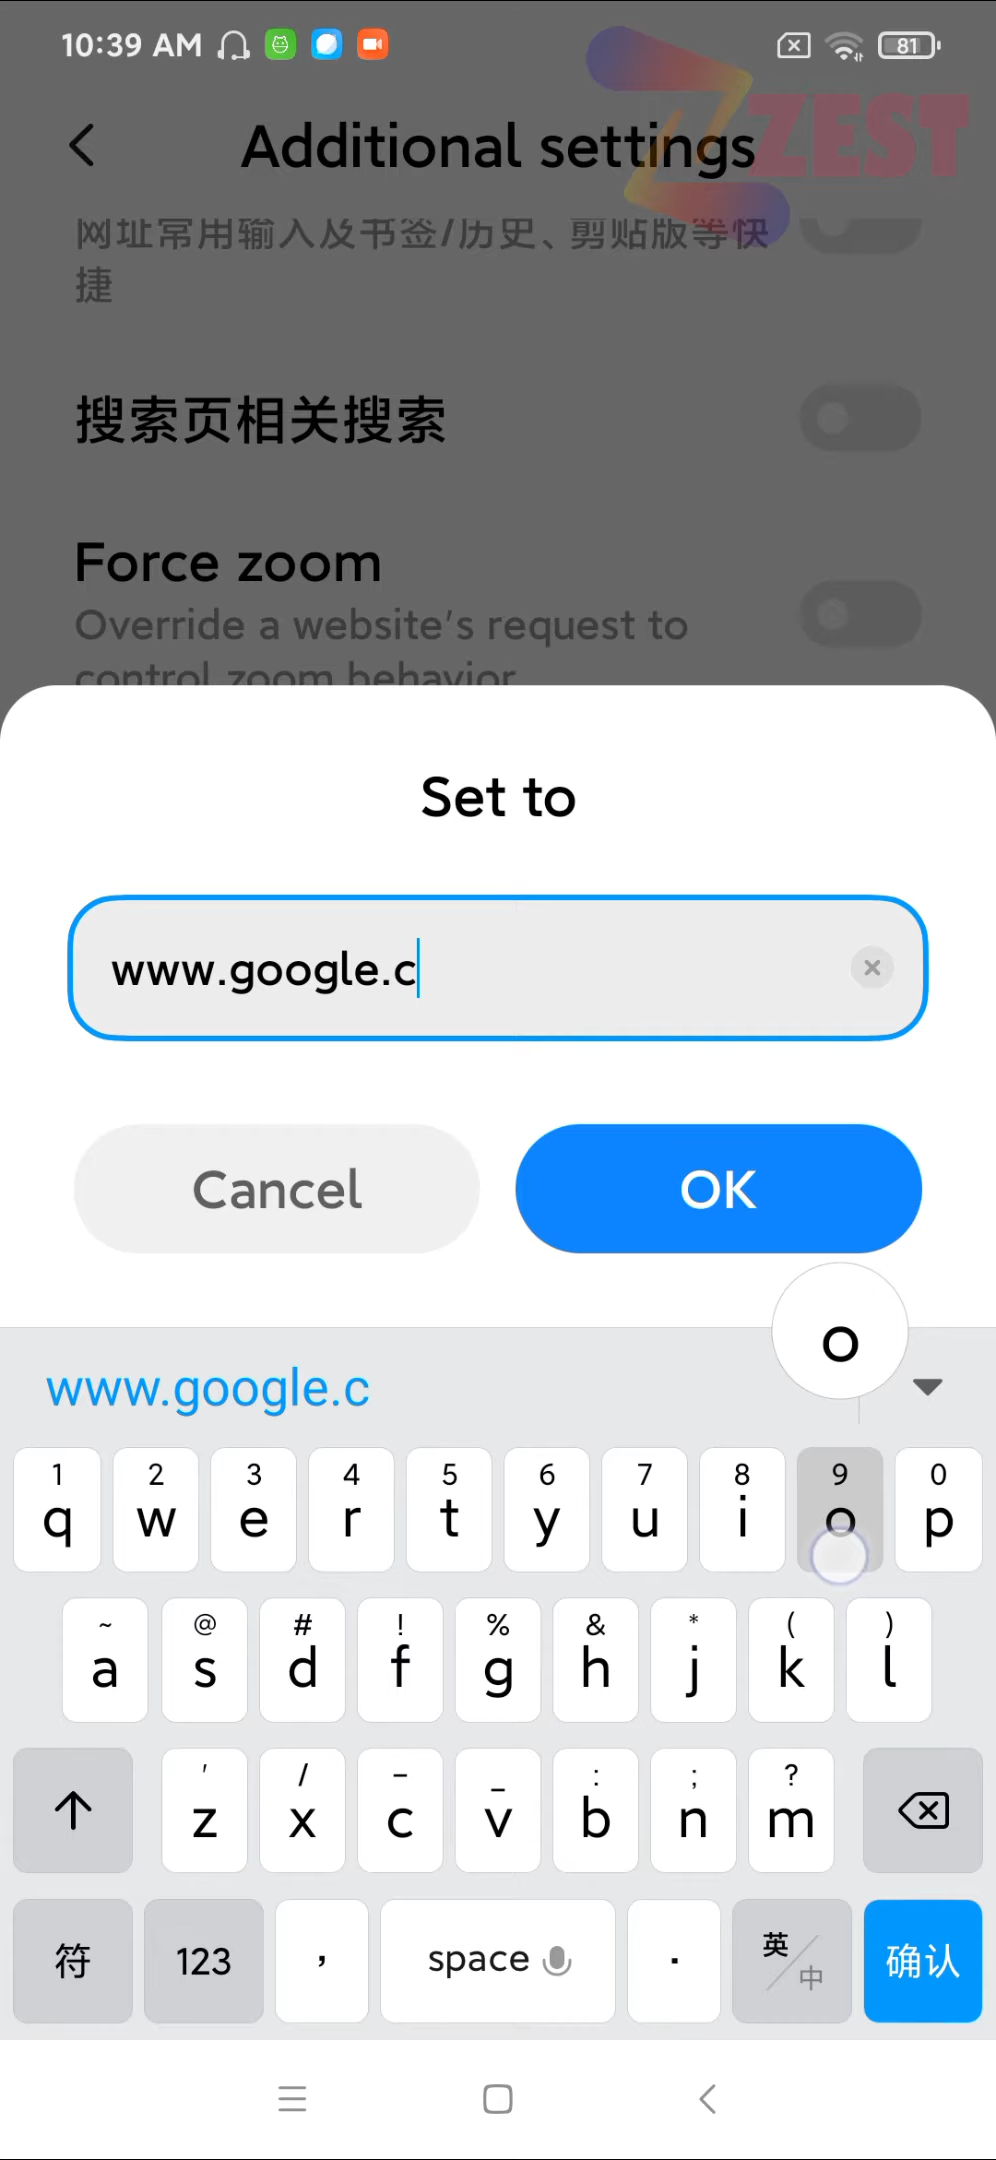 10:39 AM
81
ZEST
Additional settings
网址常用输入及书签/历史、剪贴版等快
捷
搜索页相关搜索
Force zoom
Override a website's request to
control zoom behavior
Set to
www.google.c
Cancel
OK
o
www.google.c
1 2 3 4 5 6 7 8 9 0
q w e r t y u i o p
~ @ # ! % & * ( )
a s d f g h j k l
' / – _ : ; ?
z x c v b n m
符 123 , space . 英/中 确认